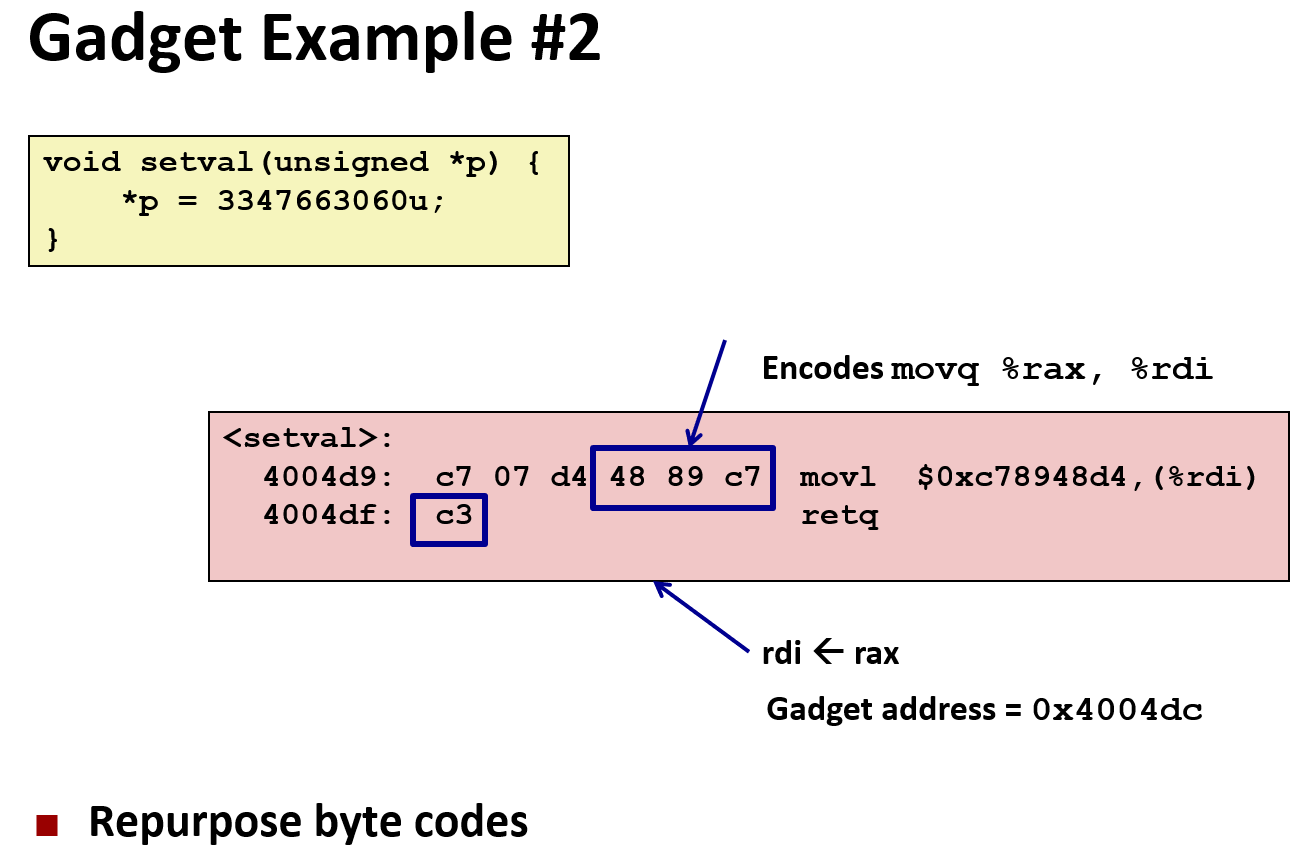 Gadget Example #2
void setval(unsigned *p) {
    *p = 3347663060u;
}
Encodes movq %rax, %rdi
<setval>:
  4004d9:  c7 07 d4 48 89 c7  movl  $0xc78948d4,(%rdi)
  4004df:  c3                 retq
rdi ← rax
Gadget address = 0x4004dc
■ Repurpose byte codes